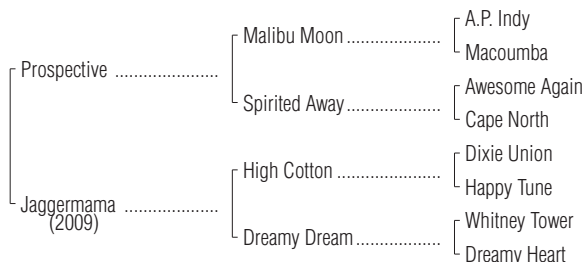 A.P. Indy
Malibu Moon ....................
Macoumba
Prospective ......................
Awesome Again
Spirited Away ...................
Cape North
Dixie Union
High Cotton ......................
Happy Tune
Jaggermama ....................
(2009)
Whitney Tower
Dreamy Dream ................
Dreamy Heart